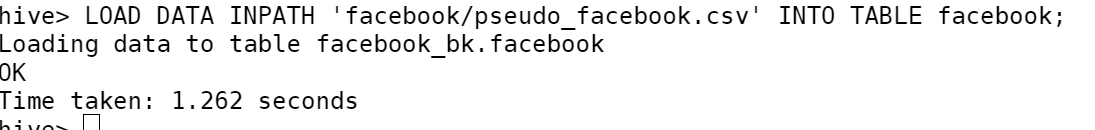 hive> LOAD DATA INPATH 'facebook/pseudo_facebook.csv' INTO TABLE facebook;
Loading data to table facebook_bk.facebook
OK
Time taken: 1.262 seconds
hive>